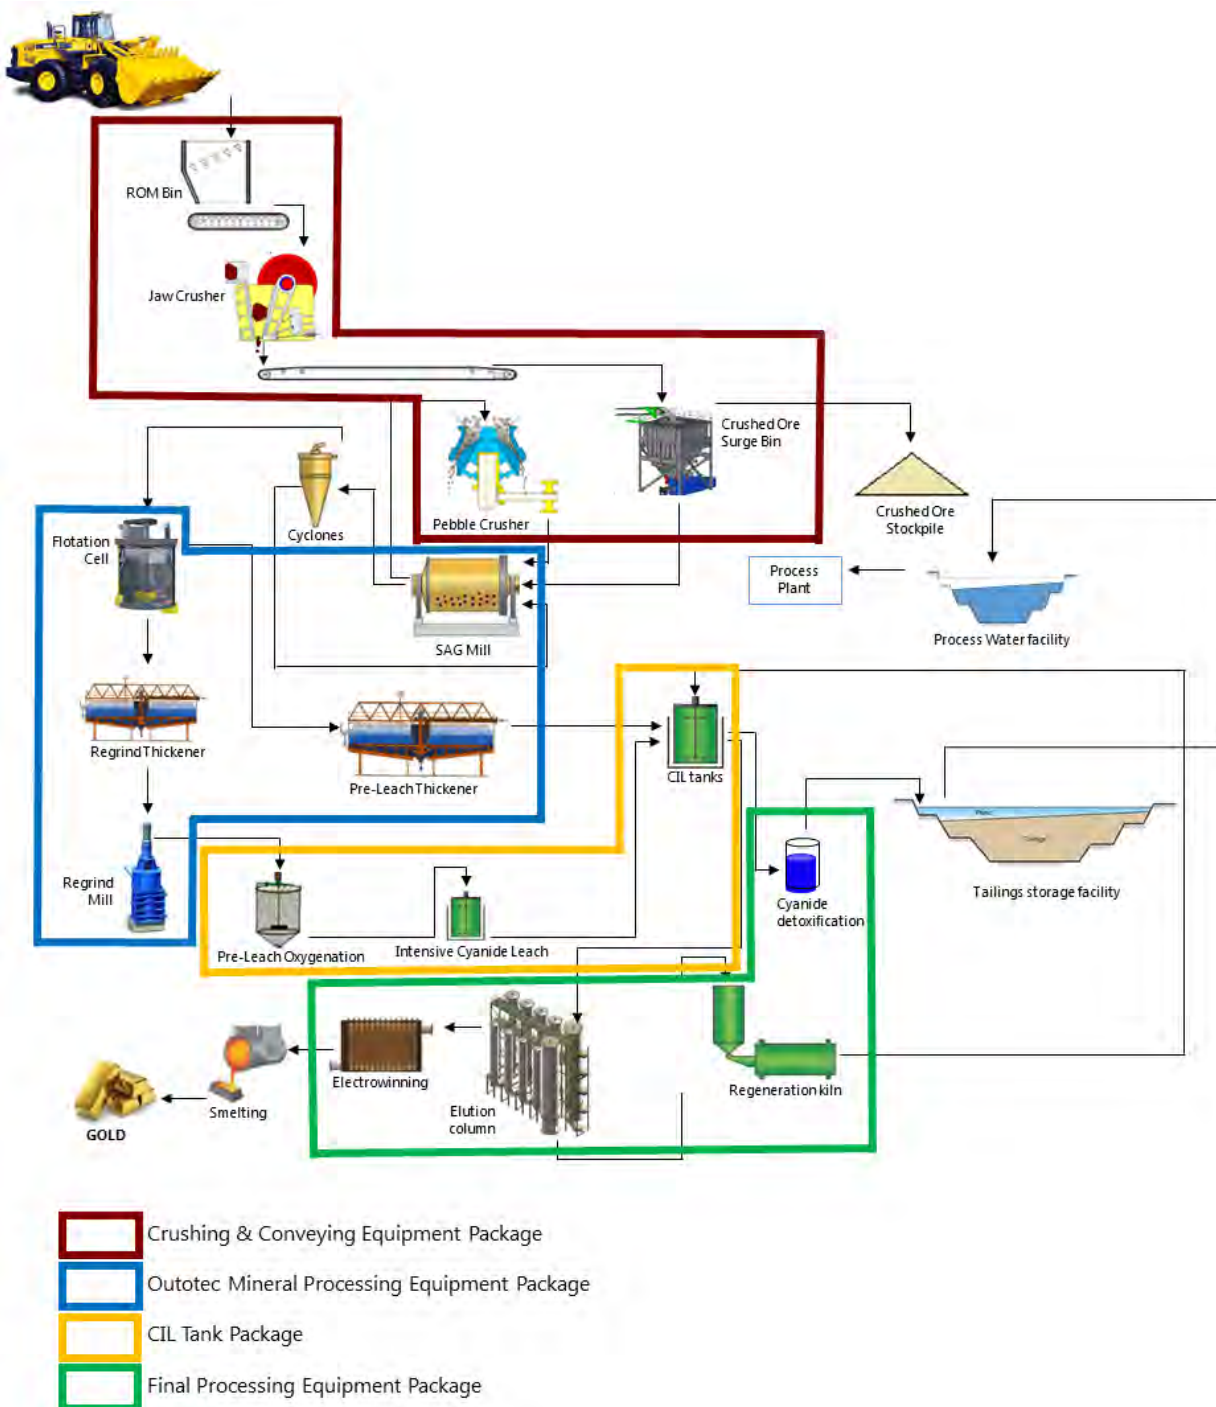 ROM Bin
Jaw Crusher
Crushed Ore
Surge Bin
Pebble Crusher
Cyclones
Crushed Ore
Stockpile
Flotation
Cell
Process
Plant
Process Water facility
SAG Mill
Regrind Thickener
Pre-Leach Thickener
CIL tanks
Regrind
Mill
Pre-Leach Oxygenation
Intensive Cyanide Leach
Cyanide
detoxification
Tailings storage facility
Electrowinning
Elution
column
Regeneration kiln
Smelting
GOLD
Crushing & Conveying Equipment Package
Outotec Mineral Processing Equipment Package
CIL Tank Package
Final Processing Equipment Package